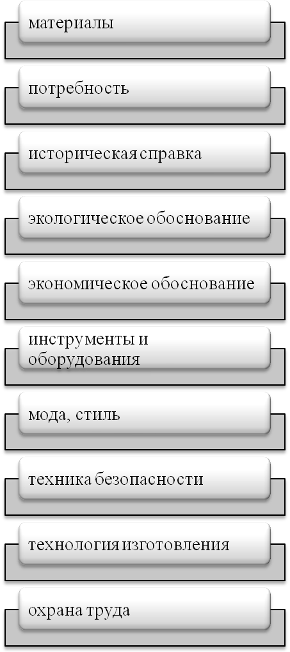 материалы
потребность
историческая справка
экологическое обоснование
экономическое обоснование
инструменты и
оборудования
мода, стиль
техника безопасности
технология изготовления
охрана труда